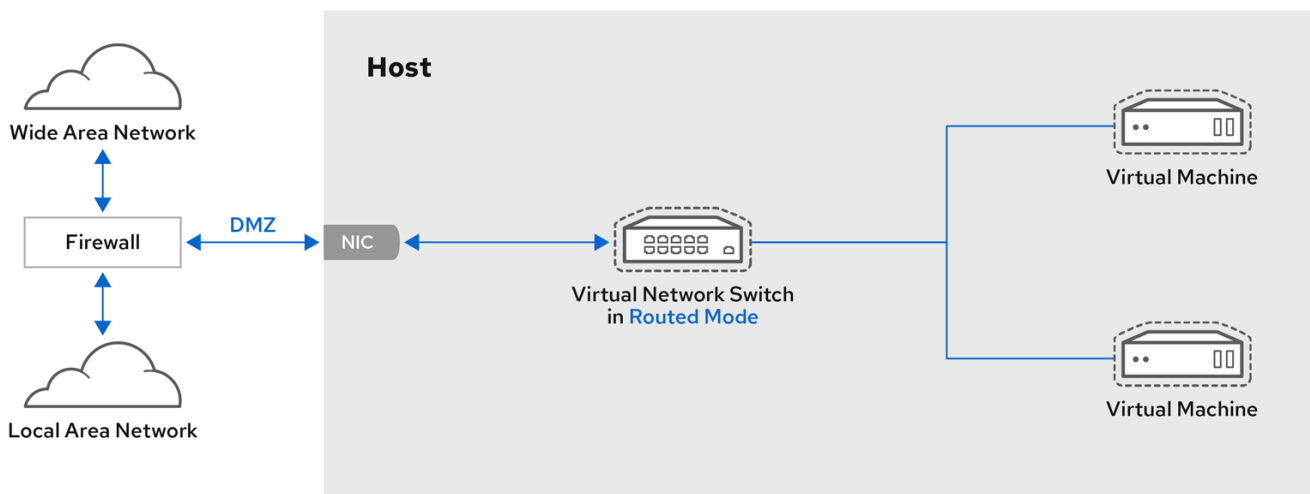 Host
Wide Area Network
Virtual Machine
DMZ
Firewall
NIC
Virtual Network Switch
in Routed Mode
Virtual Machine
Local Area Network